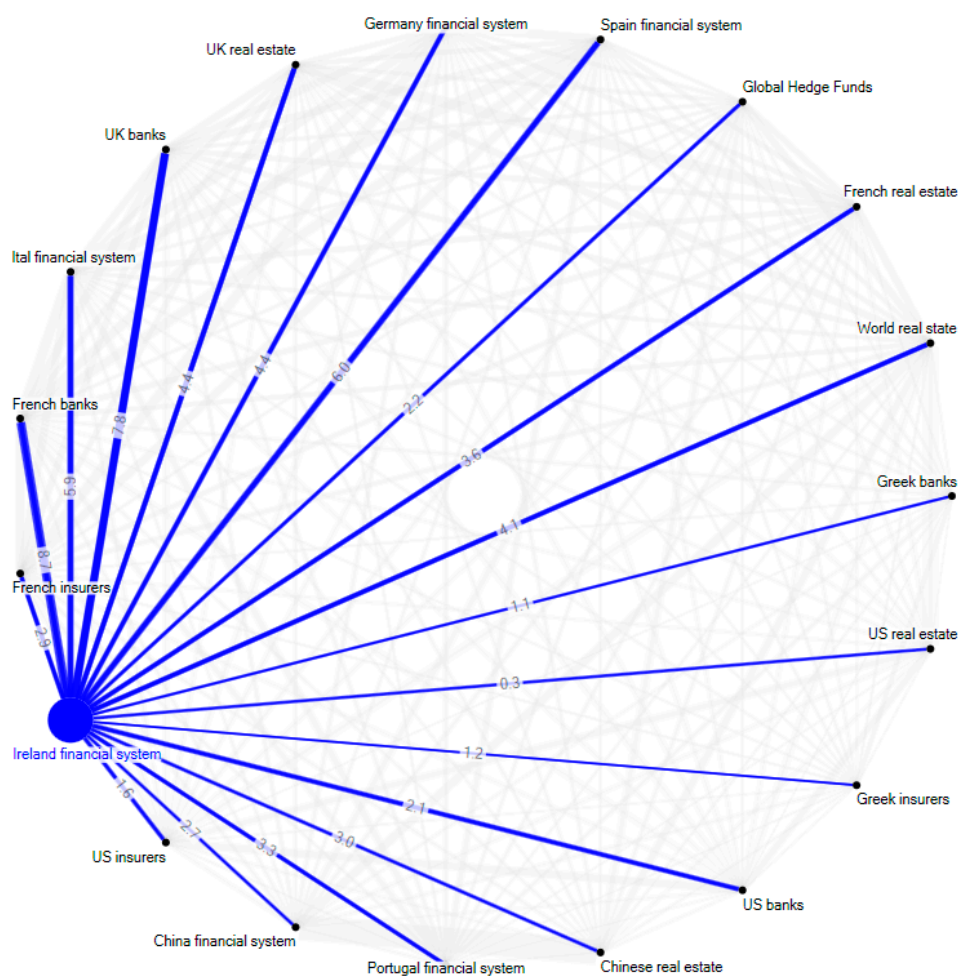 Germany financial system
Spain financial system
UK real estate
Global Hedge Funds
UK banks
French real estate
Ital financial system
World real state
4.4
4.4
6.0
2.2
French banks
7.8
3.6
5.9
Greek banks
4.1
8.7
French insurers
1.1
2.9
US real estate
0.3
Ireland financial system
1.2
1.6
Greek insurers
2.7
3.3
3.0
2.1
US insurers
US banks
China financial system
Portugal financial system
Chinese real estate